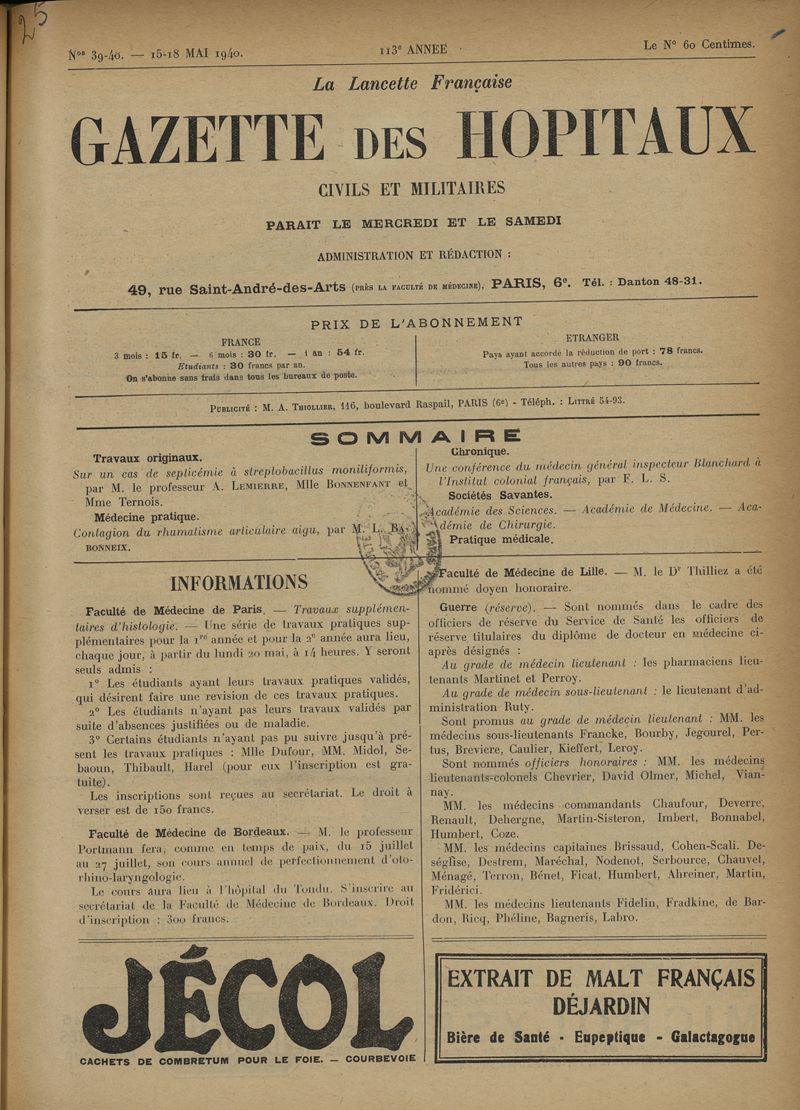 25
Nos 39-40. — 15-18 MAI 1940.
113e ANNEE
Le N° 60 Centimes.
La Lancette Française
GAZETTE DES HOPITAUX
CIVILS ET MILITAIRES
PARAIT LE MERCREDI ET LE SAMEDI
ADMINISTRATION ET RÉDACTION :
49, rue Saint-André-des-Arts (PRÈS LA FACULTÉ DE MÉDECINE), PARIS, 6e. Tél. : Danton 48-31.
PRIX DE L'ABONNEMENT
FRANCE
3 mois : 15 fr. — 6 mois : 30 fr. — 1 an : 54 fr.
Etudiants : 30 francs par an.
On s'abonne sans frais dans tous les bureaux de poste.
ETRANGER
Pays ayant accordé la réduction de port : 78 francs.
Tous les autres pays : 90 francs.
PUBLICITÉ : M. A. THIOLLIER, 116, boulevard Raspail, PARIS (6e) - Téléph. : LITTRÉ 54-93.
SOMMAIRE
Travaux originaux.
Sur un cas de septicémie à streptobacillus moniliformis,
par M. le professeur A. LEMIERRE, Mlle BONNENFANT et
Mme Ternois.
Médecine pratique.
Contagion du rhumatisme articulaire aigu, par M. L. BA-
BONNEIX.
Chronique.
Une conférence du médecin général inspecteur Blanchard à
l'Institut colonial français, par F. L. S.
Sociétés Savantes.
Académie des Sciences. — Académie de Médecine. — Aca-
démie de Chirurgie.
Pratique médicale.
INFORMATIONS
Faculté de Médecine de Paris. — Travaux supplémen-
taires d'histologie. — Une série de travaux pratiques sup-
plémentaires pour la 1re année et pour la 2e année aura lieu,
chaque jour, à partir du lundi 20 mai, à 14 heures. Y seront
seuls admis :
1° Les étudiants ayant leurs travaux pratiques validés,
qui désirent faire une revision de ces travaux pratiques.
2° Les étudiants n'ayant pas leurs travaux validés par
suite d'absences justifiées ou de maladie.
3° Certains étudiants n'ayant pas pu suivre jusqu'à pré-
sent les travaux pratiques : Mlle Dufour, MM. Midol, Se-
baoun, Thibault, Harel (pour eux l'inscription est gra-
tuite).
Les inscriptions sont reçues au secrétariat. Le droit à
verser est de 150 francs.
Faculté de Médecine de Bordeaux. — M. le professeur
Portmann fera, comme en temps de paix, du 15 juillet
au 27 juillet, son cours annuel de perfectionnement d'oto-
rhino-laryngologie.
Le cours aura lieu à l'hôpital du Tondu. S'inscrire au
secrétariat de la Faculté de Médecine de Bordeaux. Droit
d'inscription : 300 francs.
Faculté de Médecine de Lille. — M. le Dr Thilliez a été
nommé doyen honoraire.
Guerre (réserve). — Sont nommés dans le cadre des
officiers de réserve du Service de Santé les officiers de
réserve titulaires du diplôme de docteur en médecine ci-
après désignés :
Au grade de médecin lieutenant : les pharmaciens lieu-
tenants Martinet et Perroy.
Au grade de médecin sous-lieutenant : le lieutenant d'ad-
ministration Ruty.
Sont promus au grade de médecin lieutenant : MM. les
médecins sous-lieutenants Francke, Bourby, Jegourel, Per-
tus, Breviere, Caulier, Kieffert, Leroy.
Sont nommés officiers honoraires : MM. les médecins
lieutenants-colonels Chevrier, David Olmer, Michel, Vian-
nay.
MM. les médecins commandants Chaufour, Deverre,
Renault, Dehergne, Martin-Sisteron, Imbert, Bonnabel,
Humbert, Coze.
MM. les médecins capitaines Brissaud, Cohen-Scali. De-
séglise, Destrem, Maréchal, Nodenot, Serbource, Chauvet,
Ménagé, Terron, Bénet, Ficat, Humbert, Ahreiner, Martin,
Fridérici.
MM. les médecins lieutenants Fidelin, Fradkine, de Bar-
don, Ricq, Phéline, Bagneris, Labro.
JÉCOL
CACHETS DE COMBRETUM POUR LE FOIE. — COURBEVOIE
EXTRAIT DE MALT FRANÇAIS
DÉJARDIN
Bière de Santé - Eupeptique - Galactagogue